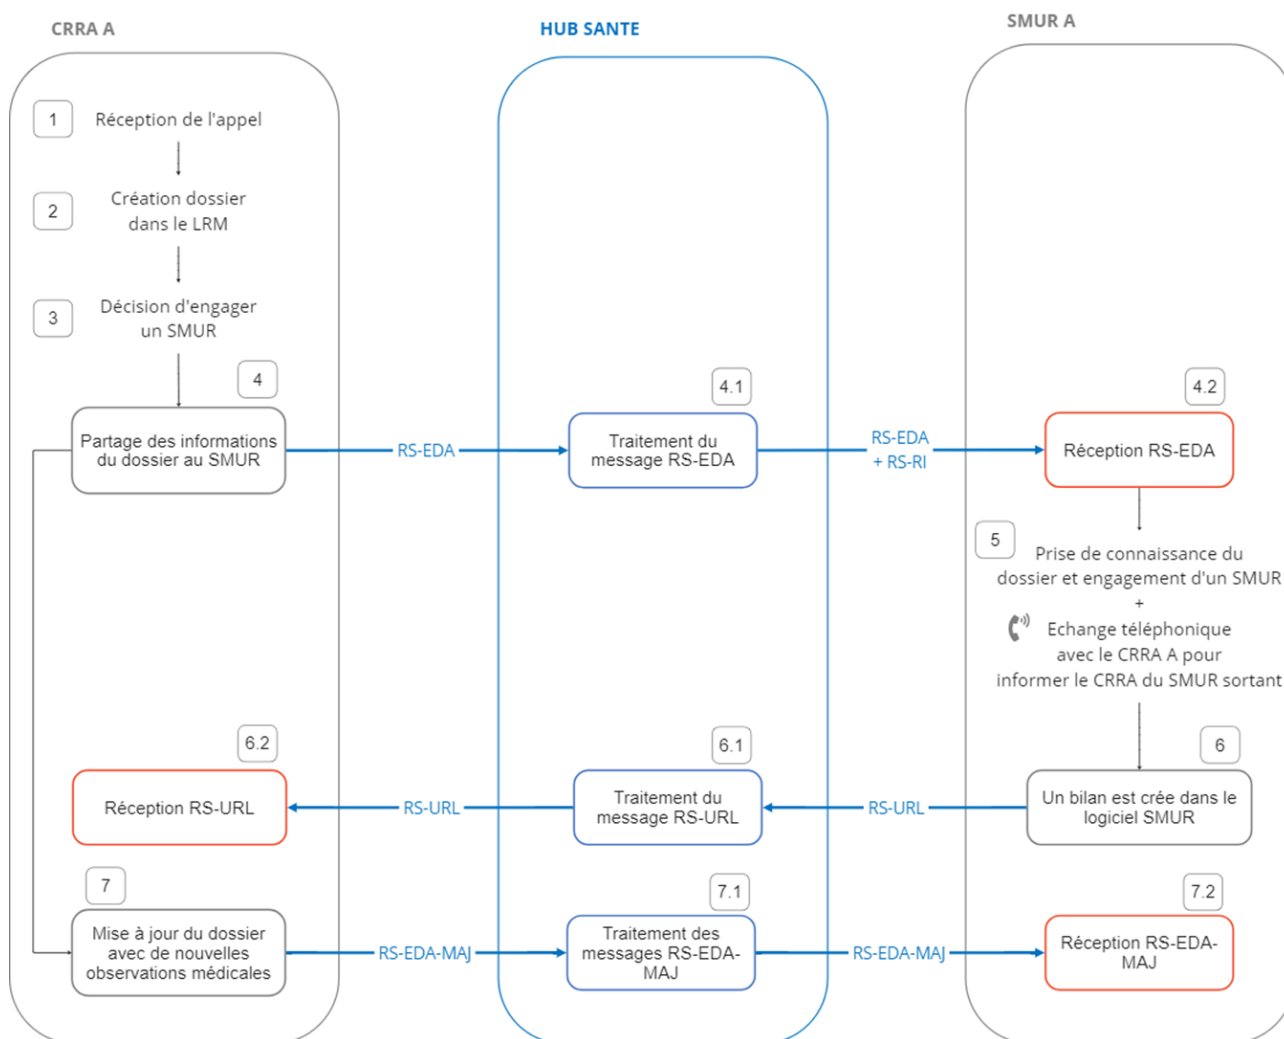 CRRA A
HUB SANTE
SMUR A
1
Réception de l'appel
2
Création dossier
dans le LRM
3
Décision d'engager
un SMUR
4
4.1
4.2
Partage des informations
du dossier au SMUR
RS-EDA
Traitement du
message RS-EDA
RS-EDA
+ RS-RI
Réception RS-EDA
5
Prise de connaissance du
dossier et engagement d'un SMUR
+
Echange téléphonique
avec le CRRA A pour
informer le CRRA du SMUR sortant
6.2
6.1
6
Réception RS-URL
RS-URL
Traitement du
message RS-URL
RS-URL
Un bilan est crée dans le
logiciel SMUR
7
7.1
7.2
Mise à jour du dossier
avec de nouvelles
observations médicales
RS-EDA-MAJ
Traitement des
messages RS-EDA-
MAJ
RS-EDA-MAJ
Réception RS-EDA-
MAJ